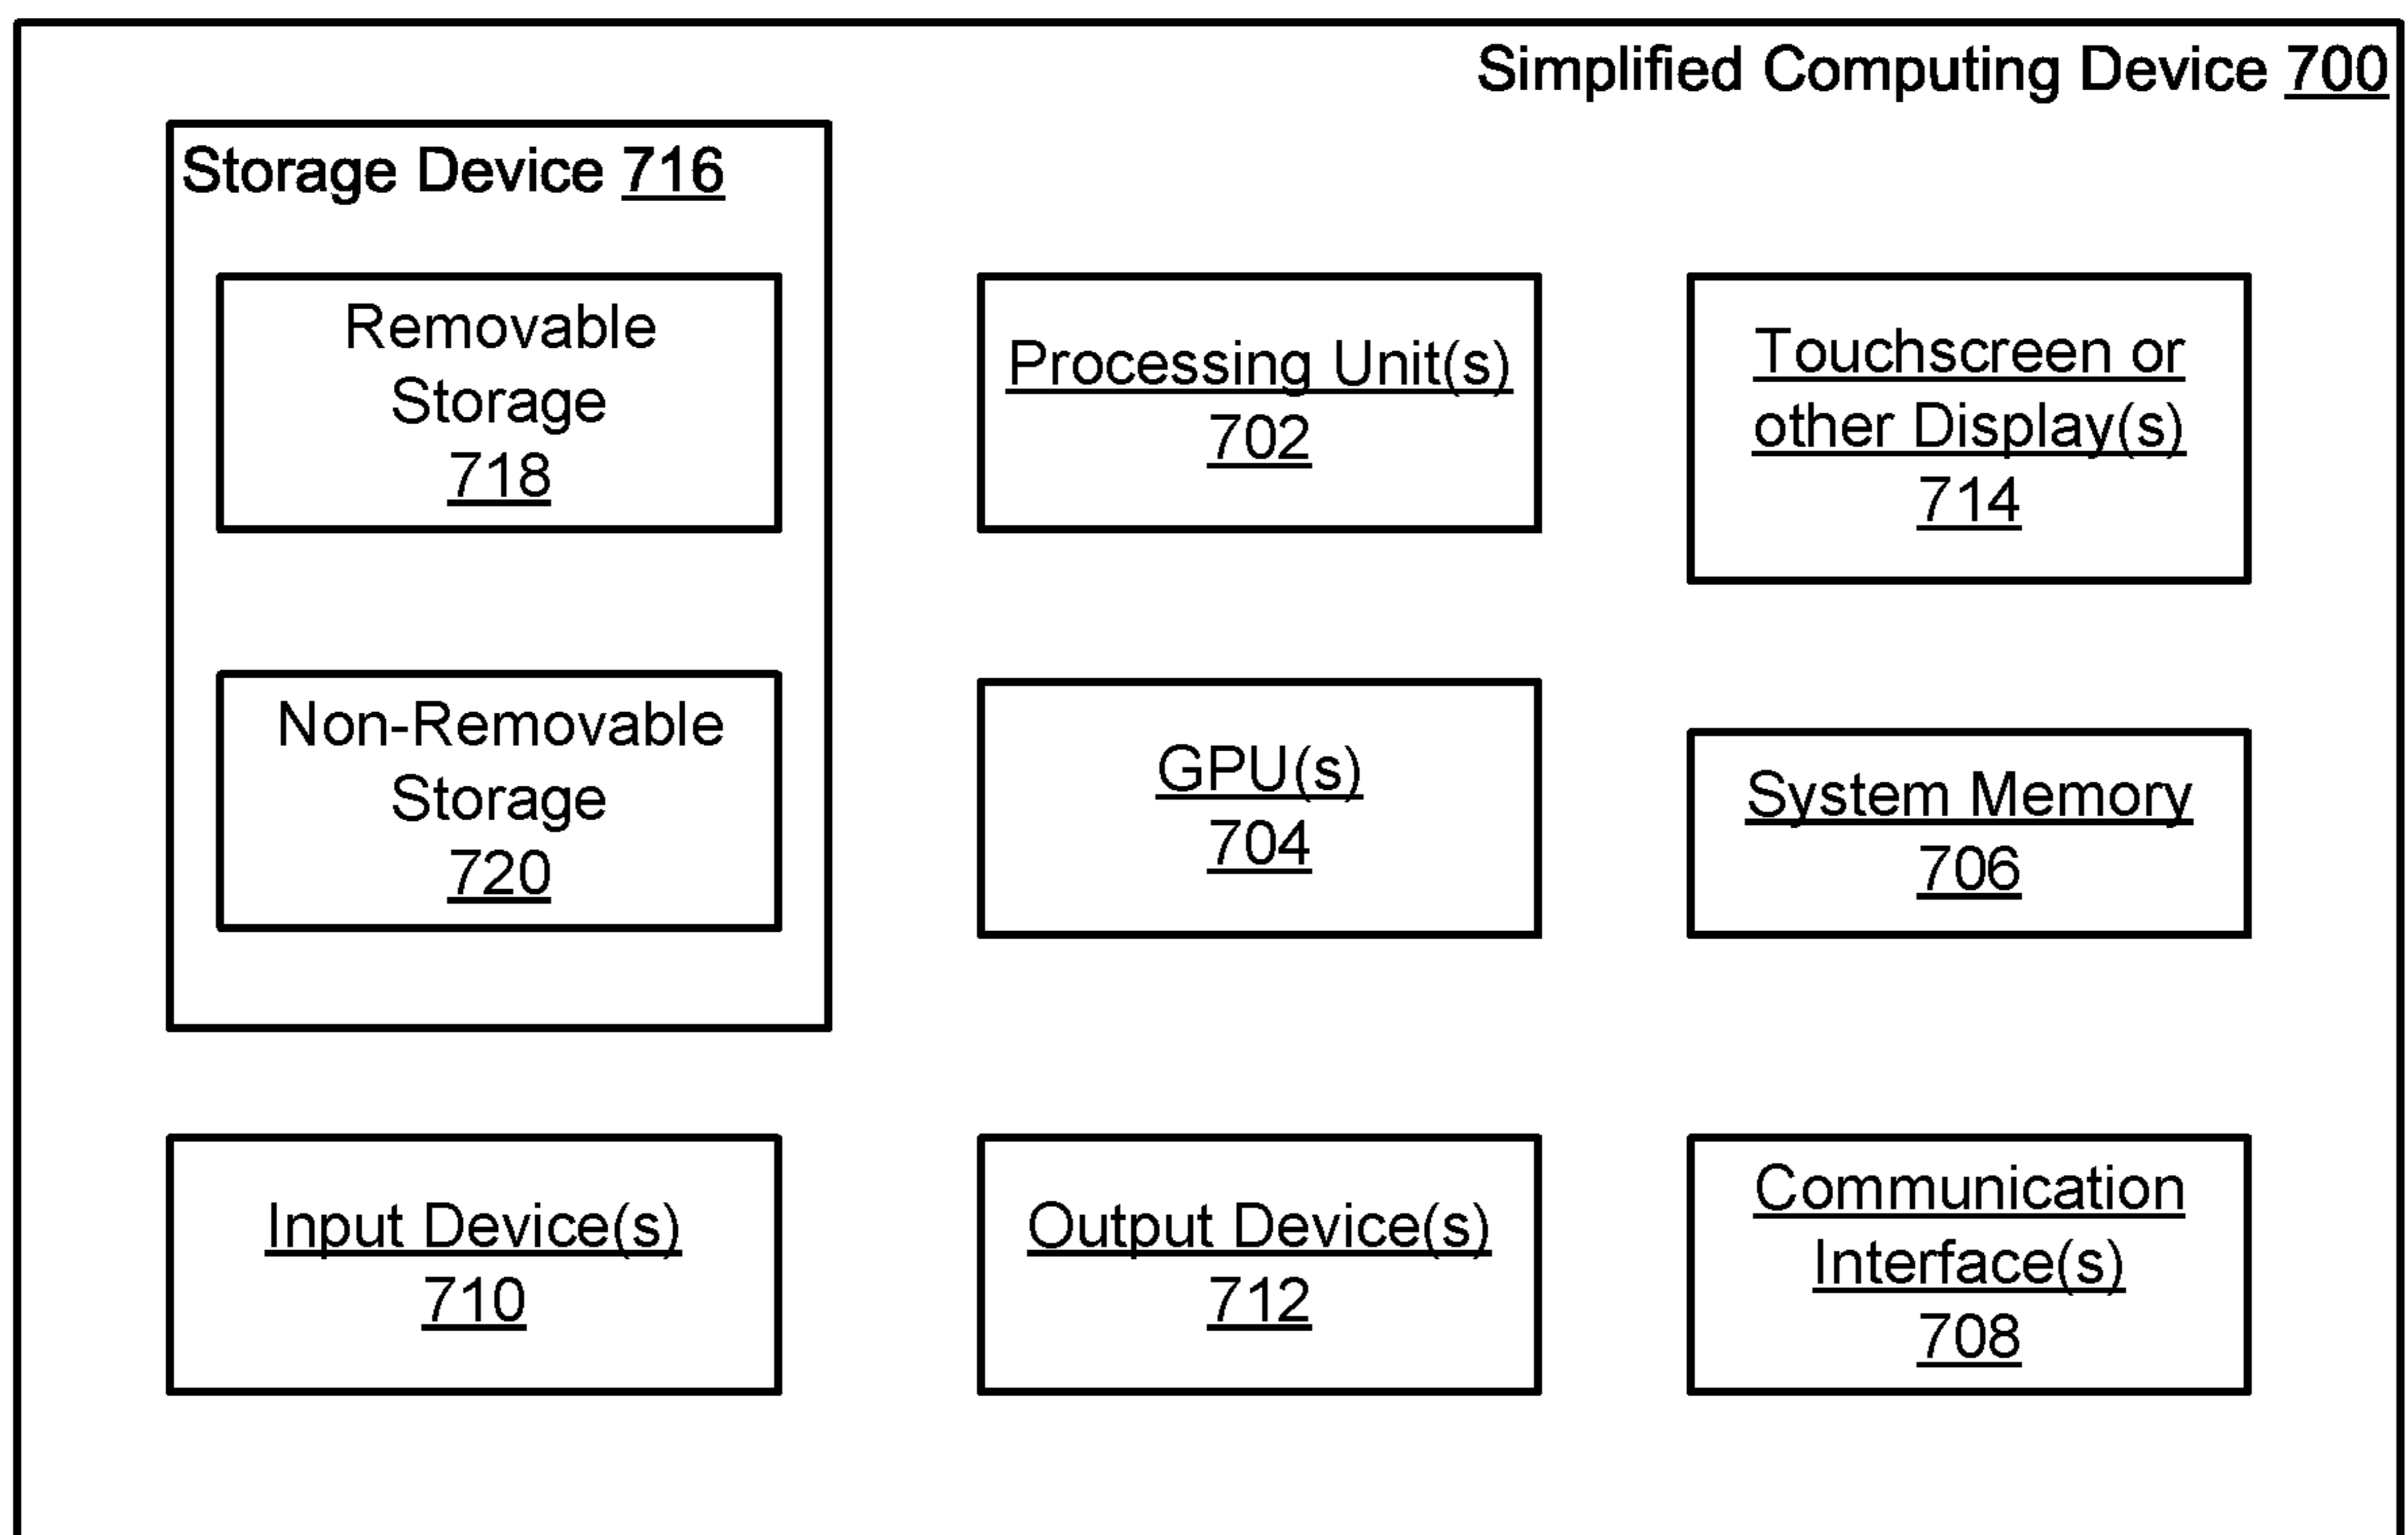 Simplified Computing Device 700
Storage Device 716
Removable
Storage
718
Processing Unit(s)
702
Touchscreen or
other Display(s)
714
Non-Removable
Storage
720
GPU(s)
704
System Memory
706
Input Device(s)
710
Output Device(s)
712
Communication
Interface(s)
708